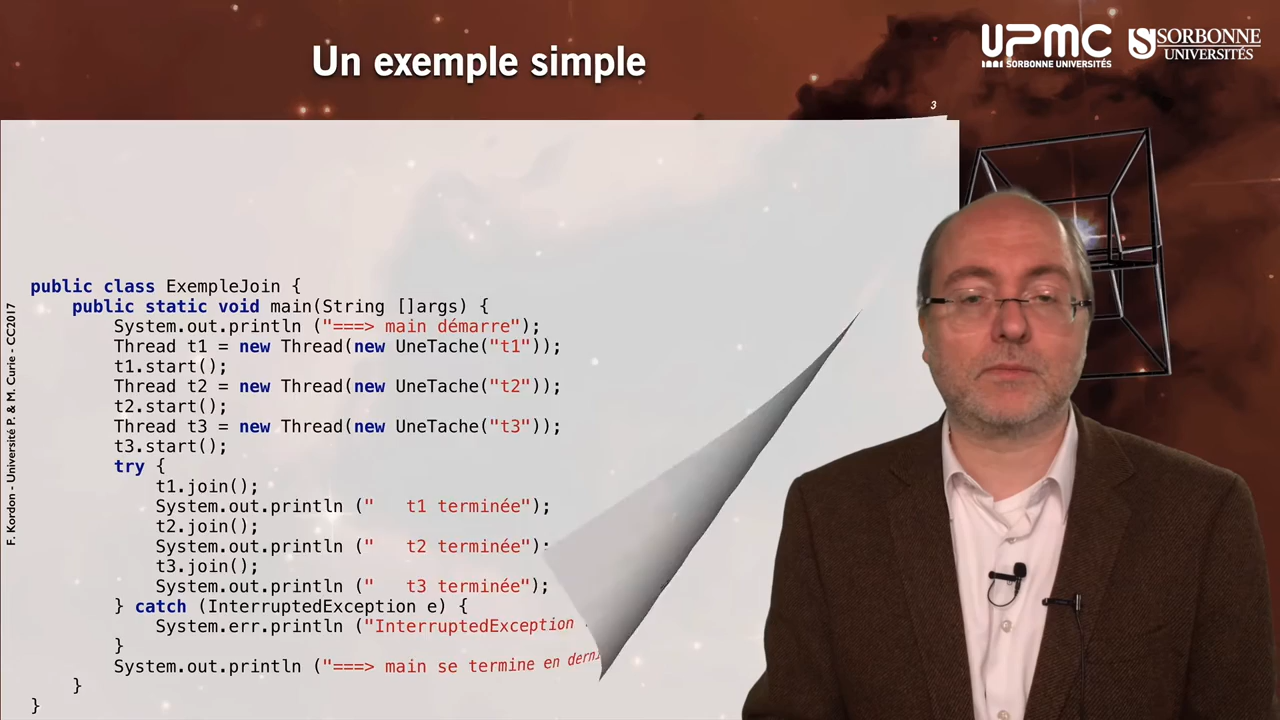 Un exemple simple
UPMC
SORBONNE UNIVERSITÉS
SORBONNE
UNIVERSITÉS
3
public class ExempleJoin {
public static void main(String []args) {
System.out.println ("===> main démarre");
Thread t1 = new Thread(new UneTache("t1"));
t1.start();
Thread t2 = new Thread(new UneTache("t2"));
t2.start();
Thread t3 = new Thread(new UneTache("t3"));
t3.start();
try {
t1.join();
System.out.println ("   t1 terminée");
t2.join();
System.out.println ("   t2 terminée");
t3.join();
System.out.println ("   t3 terminée");
} catch (InterruptedException e) {
System.err.println ("InterruptedException
}
System.out.println ("===> main se termine en
}
}
F. Kordon - Université P. & M. Curie - CC2017